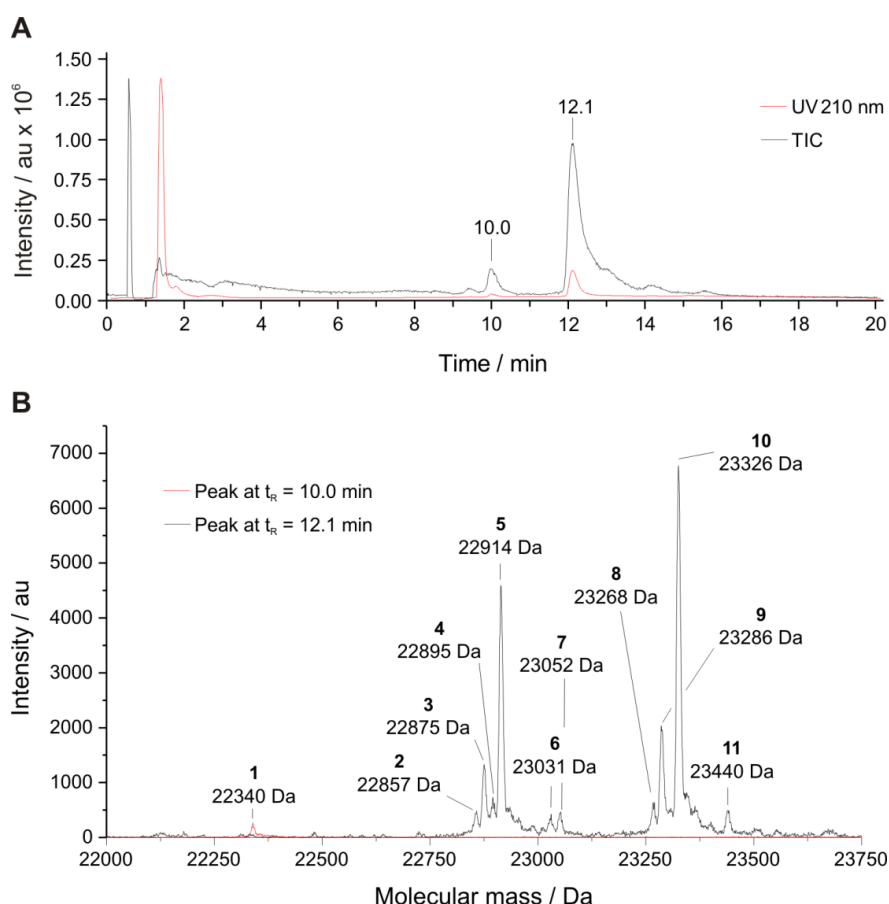 A
Intensity / au x 10⁶
1.50
1.25
1.00
0.75
0.50
0.25
0.00
12.1
10.0
UV 210 nm
TIC
0 2 4 6 8 10 12 14 16 18 20
Time / min
B
Intensity / au
7000
6000
5000
4000
3000
2000
1000
0
Peak at tR = 10.0 min
Peak at tR = 12.1 min
1
22340 Da
2
22857 Da
3
22875 Da
4
22895 Da
5
22914 Da
6
23031 Da
7
23052 Da
8
23268 Da
9
23286 Da
10
23326 Da
11
23440 Da
22000 22250 22500 22750 23000 23250 23500 23750
Molecular mass / Da